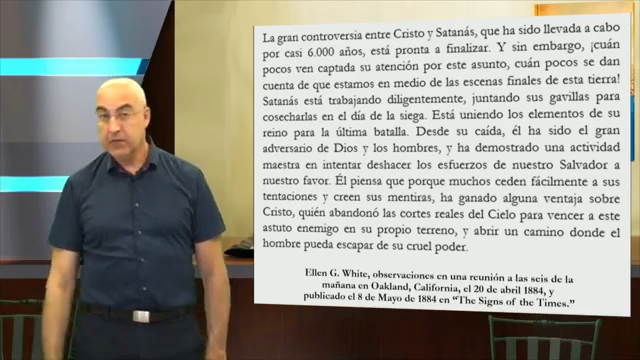 La gran controversia entre Cristo y Satanás, que ha sido llevada a cabo
por casi 6.000 años, está pronta a finalizar. Y sin embargo, ¡cuán
pocos ven captada su atención por este asunto, cuán pocos se dan
cuenta de que estamos en medio de las escenas finales de esta tierra!
Satanás está trabajando diligentemente, juntando sus gavillas para
cosecharlas en el día de la siega. Está uniendo los elementos de su
reino para la última batalla. Desde su caída, él ha sido el gran
adversario de Dios y los hombres, y ha demostrado una actividad
maestra en intentar deshacer los esfuerzos de nuestro Salvador a
nuestro favor. Él piensa que porque muchos ceden fácilmente a sus
tentaciones y creen sus mentiras, ha ganado alguna ventaja sobre
Cristo, quién abandonó las cortes reales del Cielo para vencer a este
astuto enemigo en su propio terreno, y abrir un camino donde el
hombre pueda escapar de su cruel poder.
Ellen G. White, observaciones en una reunión a las seis de la
mañana en Oakland, California, el 20 de abril 1884, y
publicado el 8 de Mayo de 1884 en “The Signs of the Times.”